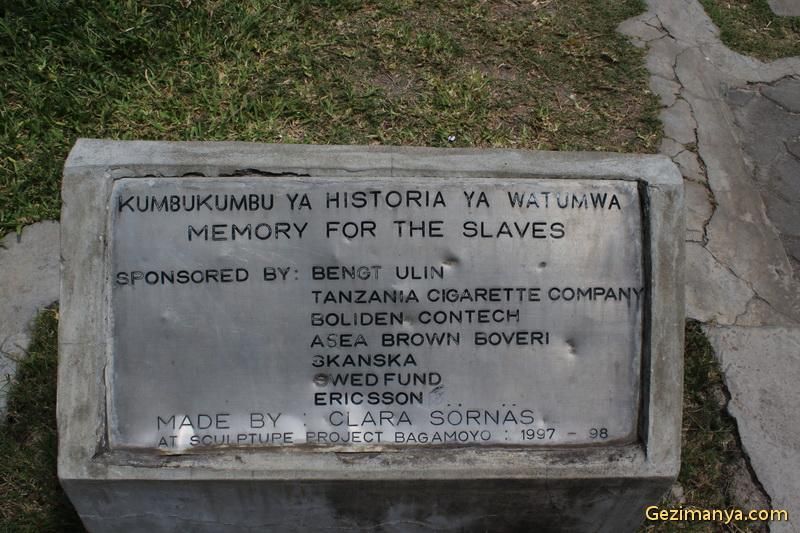 KUMBUKUMBU YA HISTORIA YA WATUMWA
MEMORY FOR THE SLAVES
SPONSORED BY: BENGT ULIN
TANZANIA CIGARETTE COMPANY
BOLIDEN CONTECH
ASEA BROWN BOVERI
SKANSKA
SWEDFUND
ERICSSON
MADE BY : CLARA SÖRNÄS
AT SCULPTUPE PROJECT BAGAMOYO : 1997 - 98
Gezimanya.com